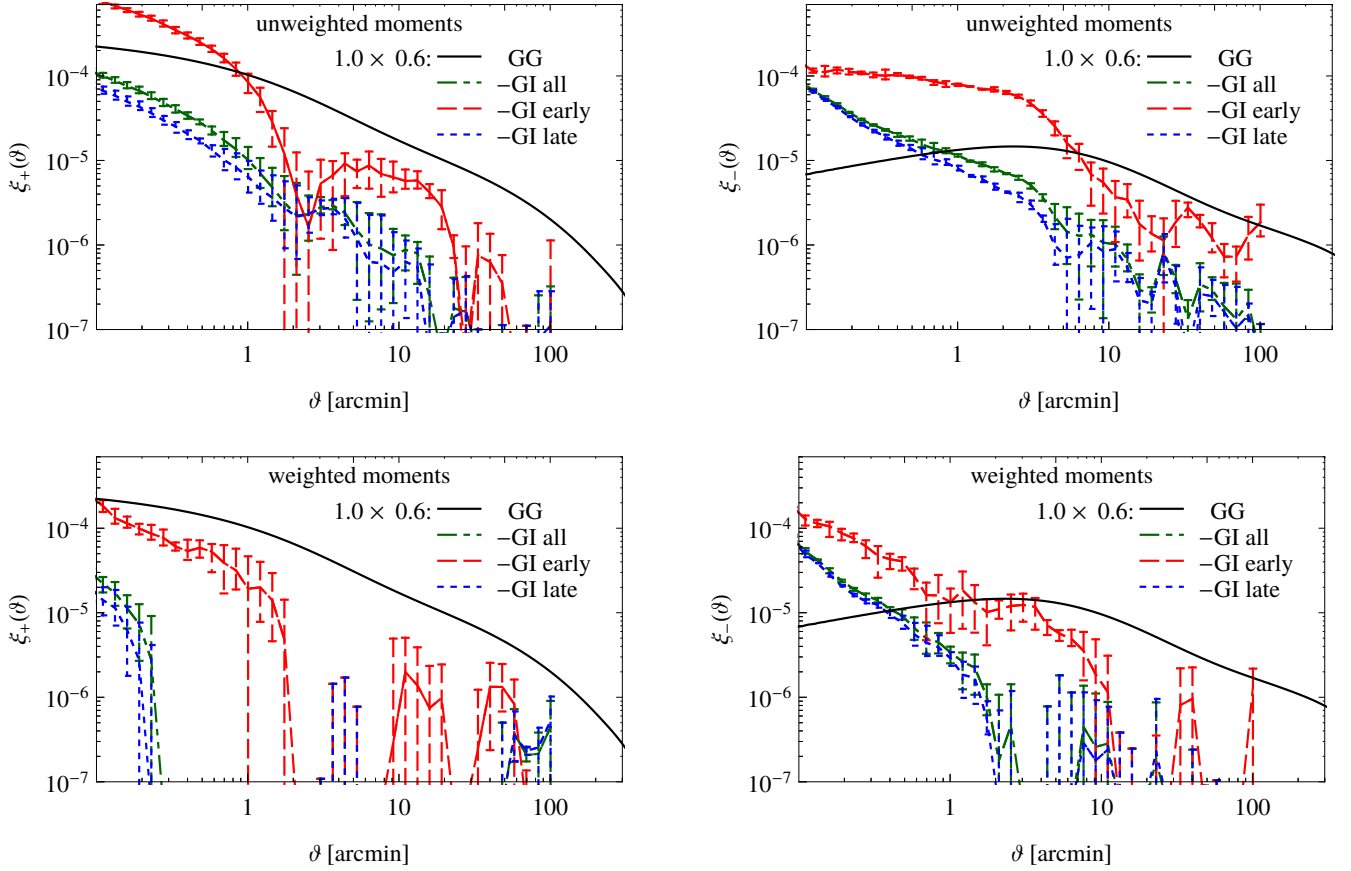 unweighted moments
1.0 × 0.6: GG
−GI all
−GI early
−GI late
ξ+(ϑ)
10⁻⁴
10⁻⁵
10⁻⁶
10⁻⁷
1 10 100
ϑ [arcmin]
unweighted moments
1.0 × 0.6: GG
−GI all
−GI early
−GI late
ξ−(ϑ)
10⁻⁴
10⁻⁵
10⁻⁶
10⁻⁷
1 10 100
ϑ [arcmin]
weighted moments
1.0 × 0.6: GG
−GI all
−GI early
−GI late
ξ+(ϑ)
10⁻⁴
10⁻⁵
10⁻⁶
10⁻⁷
1 10 100
ϑ [arcmin]
weighted moments
1.0 × 0.6: GG
−GI all
−GI early
−GI late
ξ−(ϑ)
10⁻⁴
10⁻⁵
10⁻⁶
10⁻⁷
1 10 100
ϑ [arcmin]